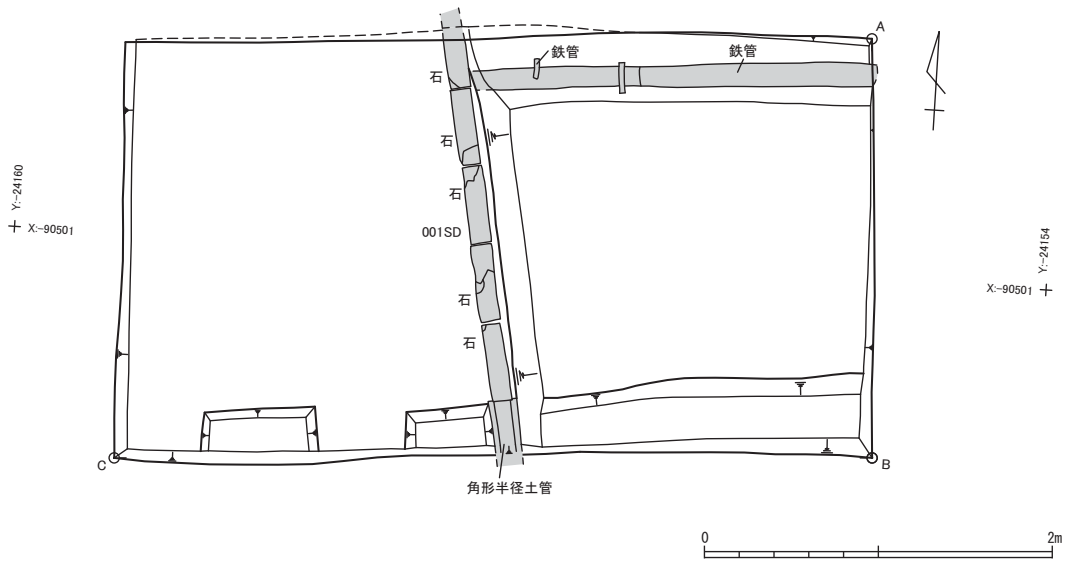 A
鉄管
鉄管
石
石
石
001SD
石
石
Y:-24160
X:-90501
Y:-24154
X:-90501
C
B
角形半径土管
0
2m